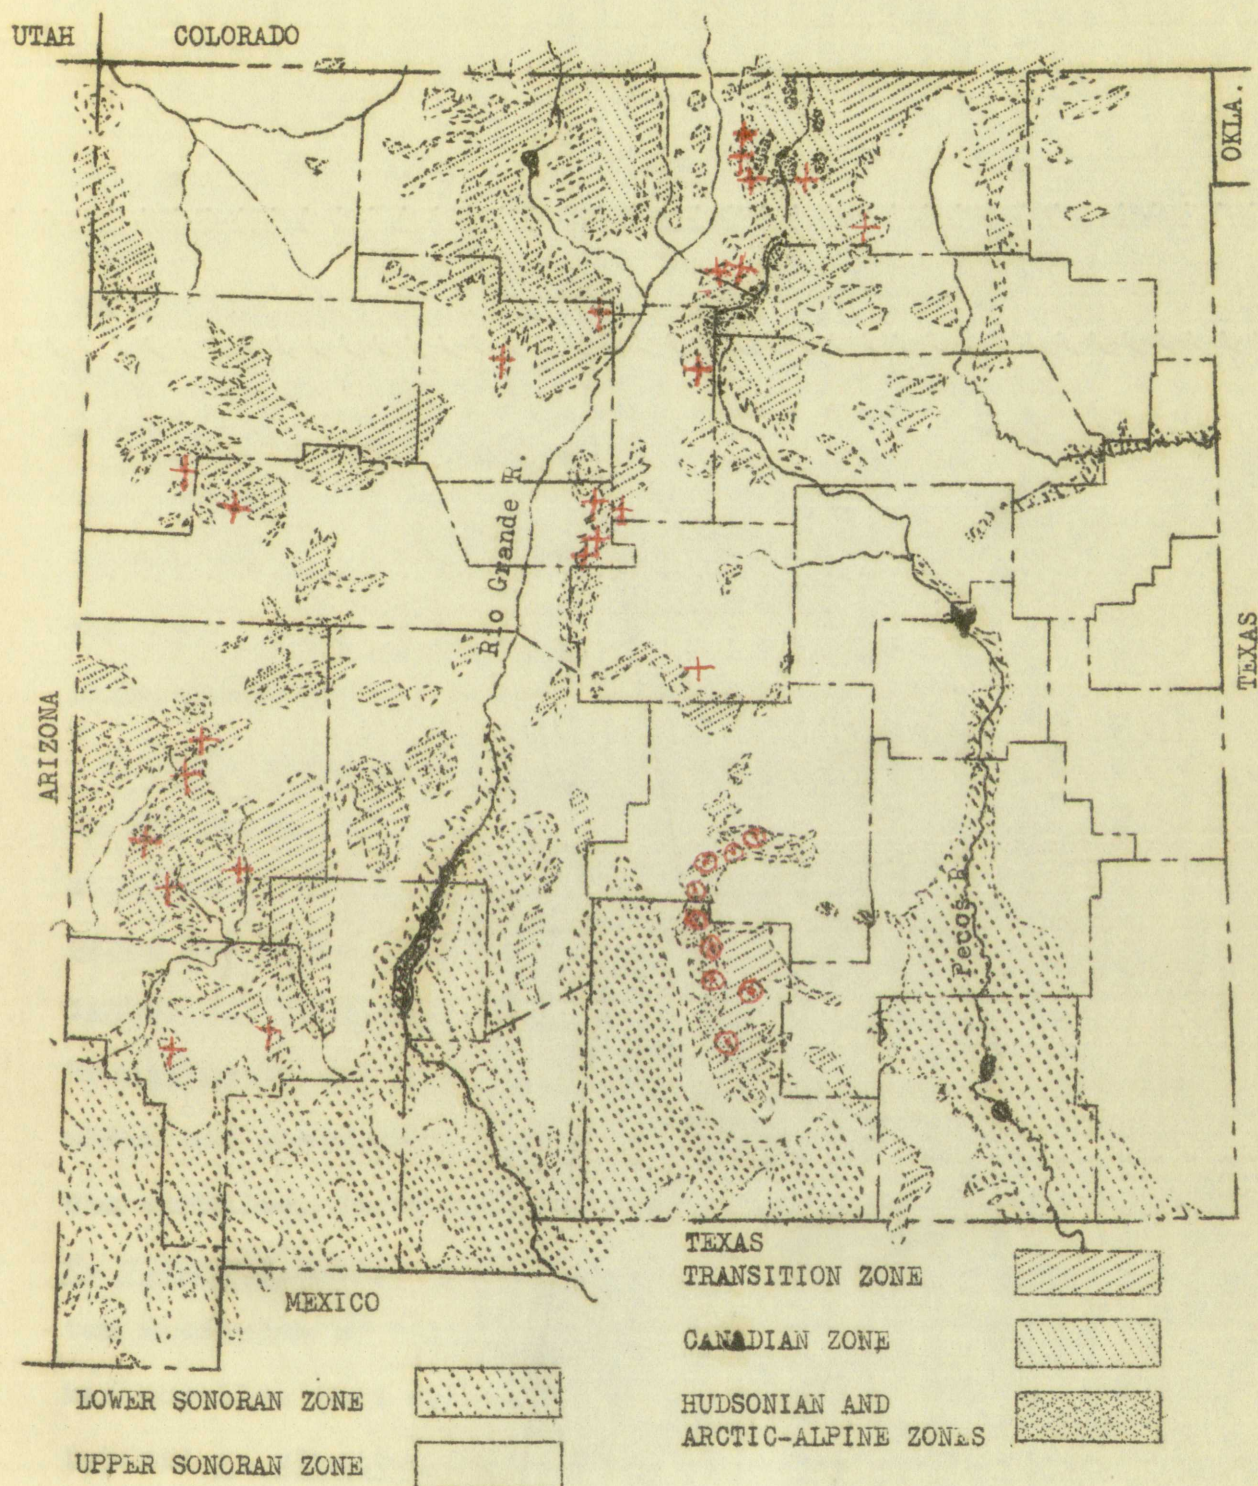 UTAH
COLORADO
OKLA.
Rio Grande R.
ARIZONA
TEXAS
Pecos R.
MEXICO
TEXAS
TRANSITION ZONE
CANADIAN ZONE
LOWER SONORAN ZONE
HUDSONIAN AND
ARCTIC-ALPINE ZONES
UPPER SONORAN ZONE